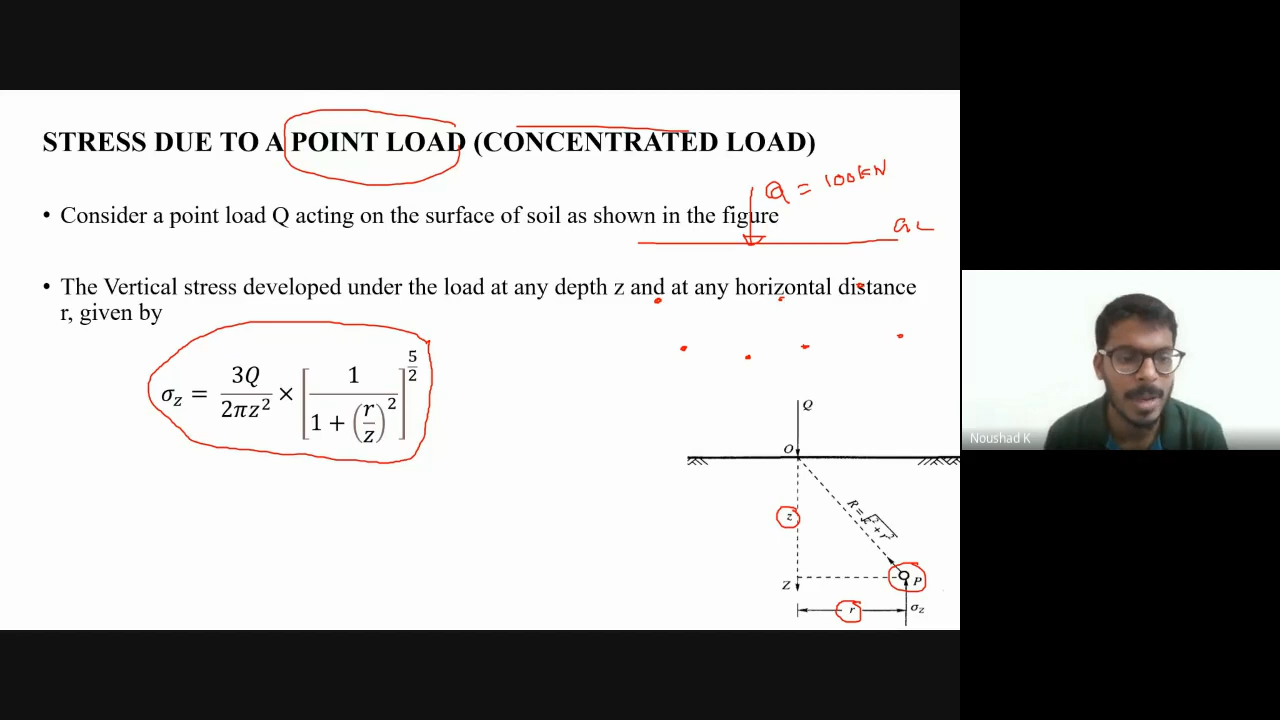 STRESS DUE TO A POINT LOAD (CONCENTRATED LOAD)
Q = 100kN
• Consider a point load Q acting on the surface of soil as shown in the figure
GL
• The Vertical stress developed under the load at any depth z and at any horizontal distance
r, given by
σz = 3Q/2πz² × [1/1 + (r/z)²]^5/2
Q
O
z
R = √z² + r²
P
Z
r
σz
Noushad K